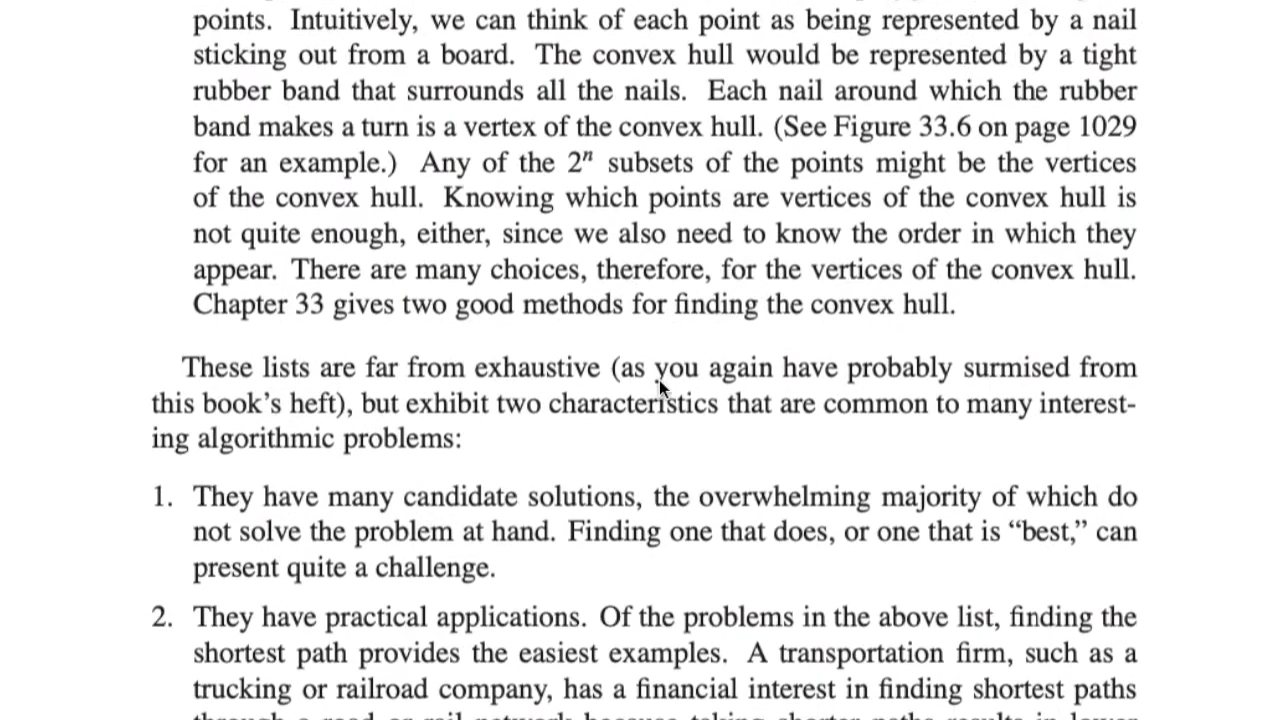 points. Intuitively, we can think of each point as being represented by a nail
sticking out from a board. The convex hull would be represented by a tight
rubber band that surrounds all the nails. Each nail around which the rubber
band makes a turn is a vertex of the convex hull. (See Figure 33.6 on page 1029
for an example.) Any of the 2ⁿ subsets of the points might be the vertices
of the convex hull. Knowing which points are vertices of the convex hull is
not quite enough, either, since we also need to know the order in which they
appear. There are many choices, therefore, for the vertices of the convex hull.
Chapter 33 gives two good methods for finding the convex hull.
These lists are far from exhaustive (as you again have probably surmised from
this book’s heft), but exhibit two characteristics that are common to many interest-
ing algorithmic problems:
1. They have many candidate solutions, the overwhelming majority of which do
not solve the problem at hand. Finding one that does, or one that is “best,” can
present quite a challenge.
2. They have practical applications. Of the problems in the above list, finding the
shortest path provides the easiest examples. A transportation firm, such as a
trucking or railroad company, has a financial interest in finding shortest paths